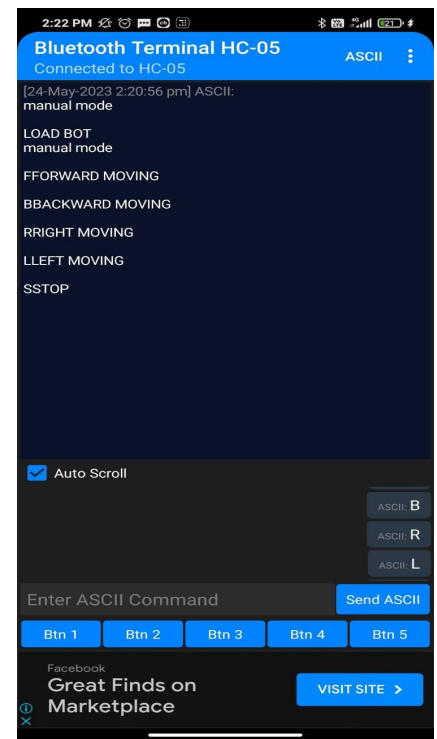 2:22 PM
4G
21
Bluetooth Terminal HC-05
Connected to HC-05
ASCII
[24-May-2023 2:20:56 pm] ASCII:
manual mode
LOAD BOT
manual mode
FFORWARD MOVING
BBACKWARD MOVING
RRIGHT MOVING
LLEFT MOVING
SSTOP
Auto Scroll
ASCII: B
ASCII: R
ASCII: L
Enter ASCII Command
Send ASCII
Btn 1
Btn 2
Btn 3
Btn 4
Btn 5
Facebook
Great Finds on
Marketplace
VISIT SITE >